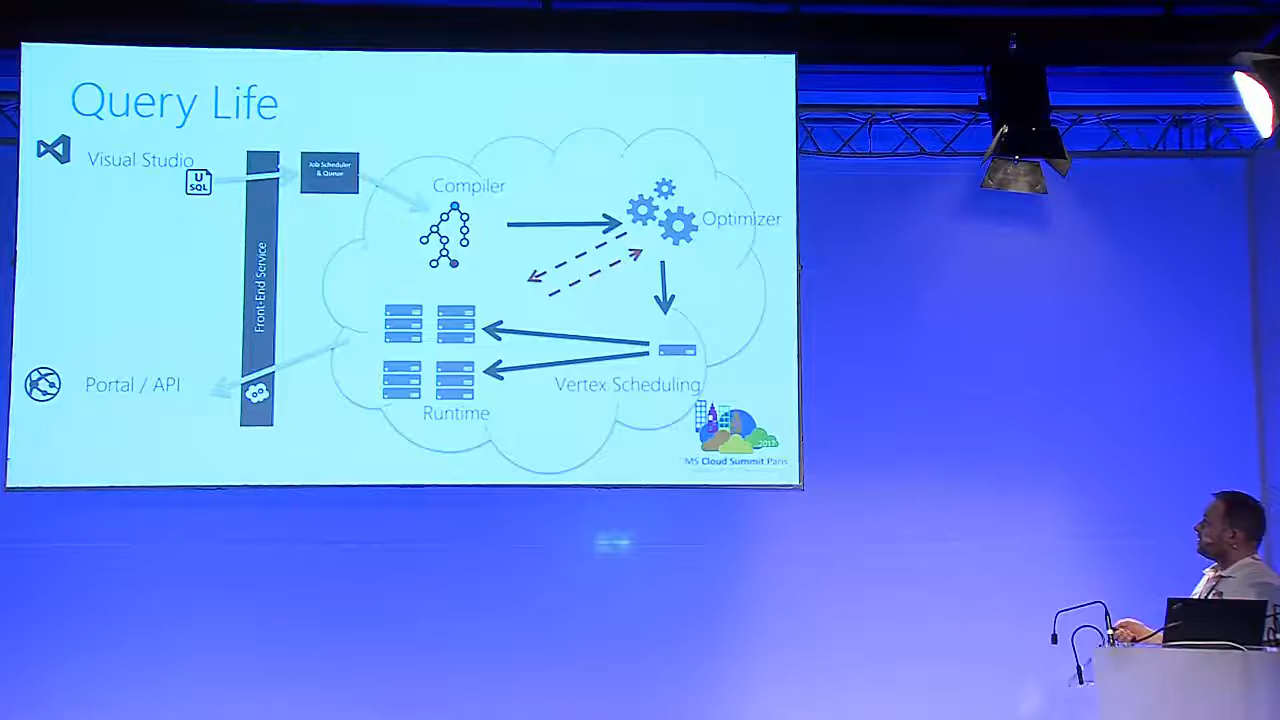 Query Life
Visual Studio
U
SQL
Job Scheduler
& Queue
Front-End Service
Compiler
Optimizer
Portal / API
Vertex Scheduling
Runtime
2017
MS Cloud Summit Paris